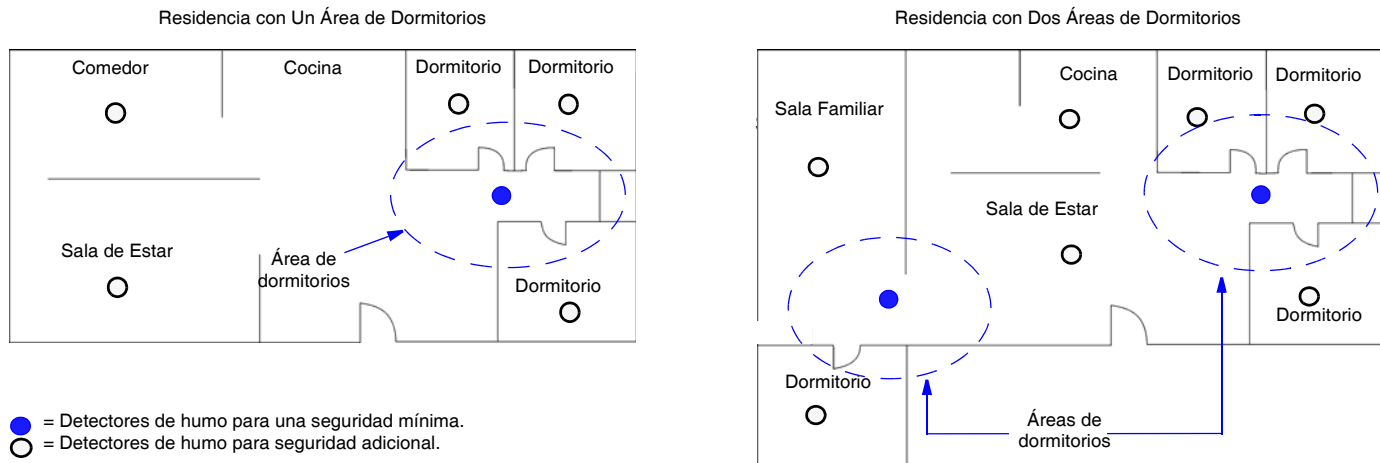 Residencia con Un Área de Dormitorios
Comedor
Cocina
Dormitorio
Dormitorio
Sala de Estar
Área de
dormitorios
Dormitorio
Residencia con Dos Áreas de Dormitorios
Sala Familiar
Cocina
Dormitorio
Dormitorio
Sala de Estar
Dormitorio
Dormitorio
Áreas de
dormitorios
= Detectores de humo para una seguridad mínima.
= Detectores de humo para seguridad adicional.